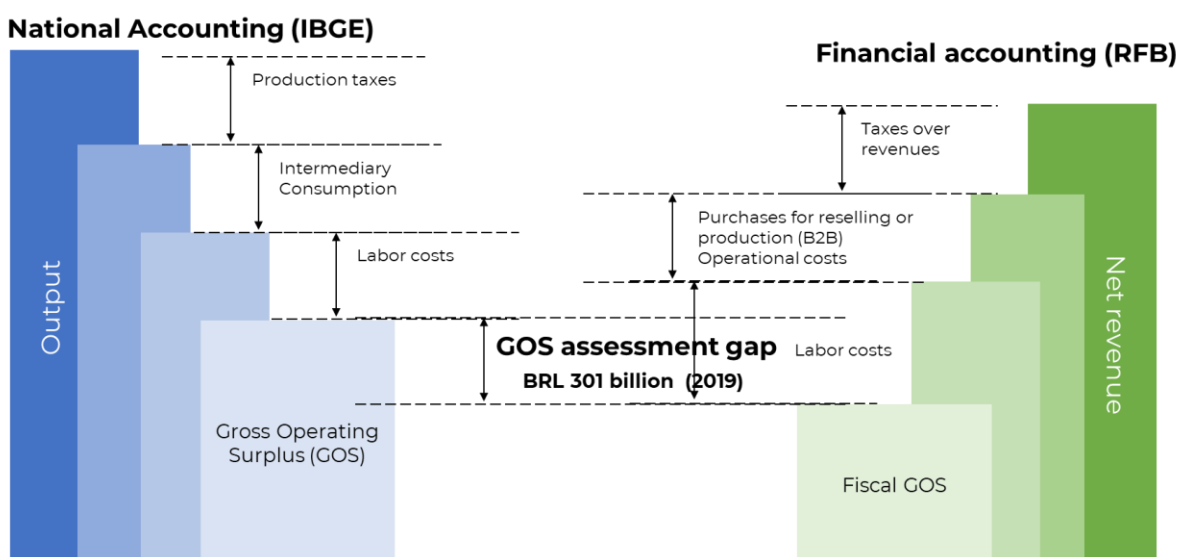 National Accounting (IBGE)
Financial accounting (RFB)
Production taxes
Taxes over
revenues
Intermediary
Consumption
Purchases for reselling or
production (B2B)
Operational costs
Labor costs
Output
Net revenue
GOS assessment gap
Labor costs
BRL 301 billion (2019)
Gross Operating
Surplus (GOS)
Fiscal GOS